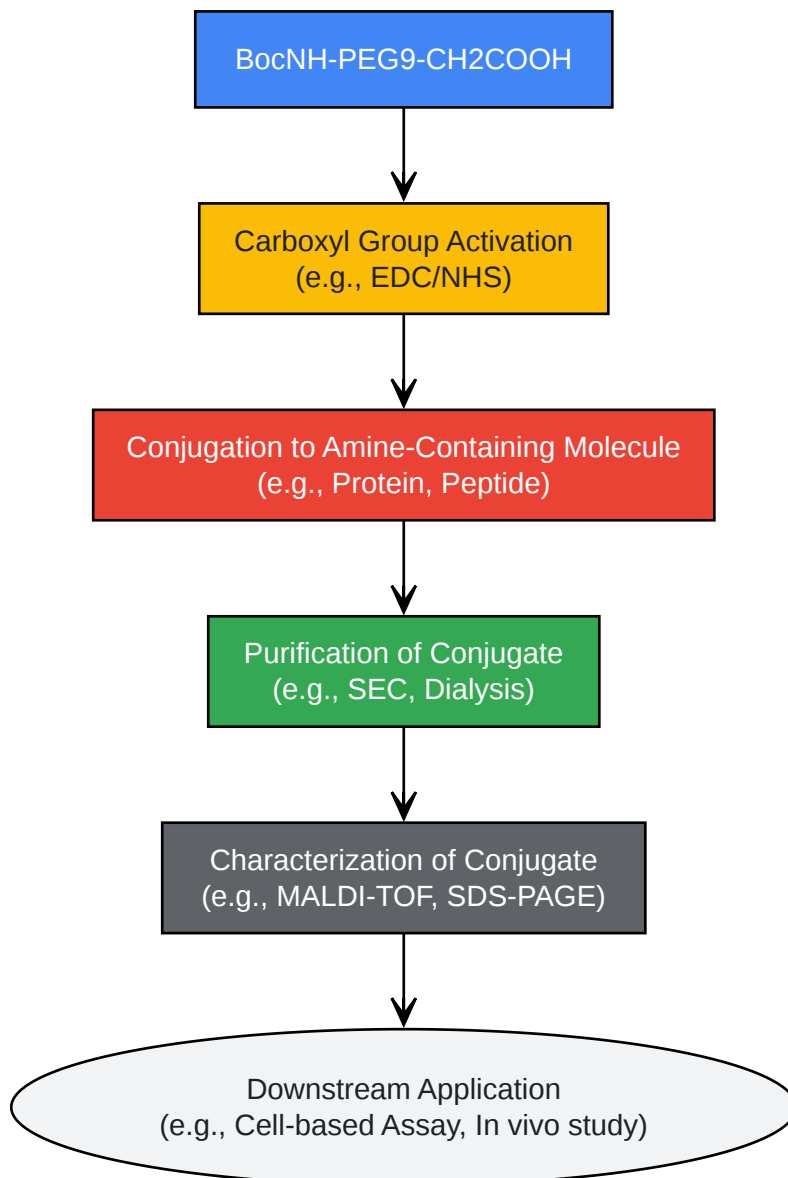 BocNH-PEG9-CH2COOH
Carboxyl Group Activation
(e.g., EDC/NHS)
Conjugation to Amine-Containing Molecule
(e.g., Protein, Peptide)
Purification of Conjugate
(e.g., SEC, Dialysis)
Characterization of Conjugate
(e.g., MALDI-TOF, SDS-PAGE)
Downstream Application
(e.g., Cell-based Assay, In vivo study)